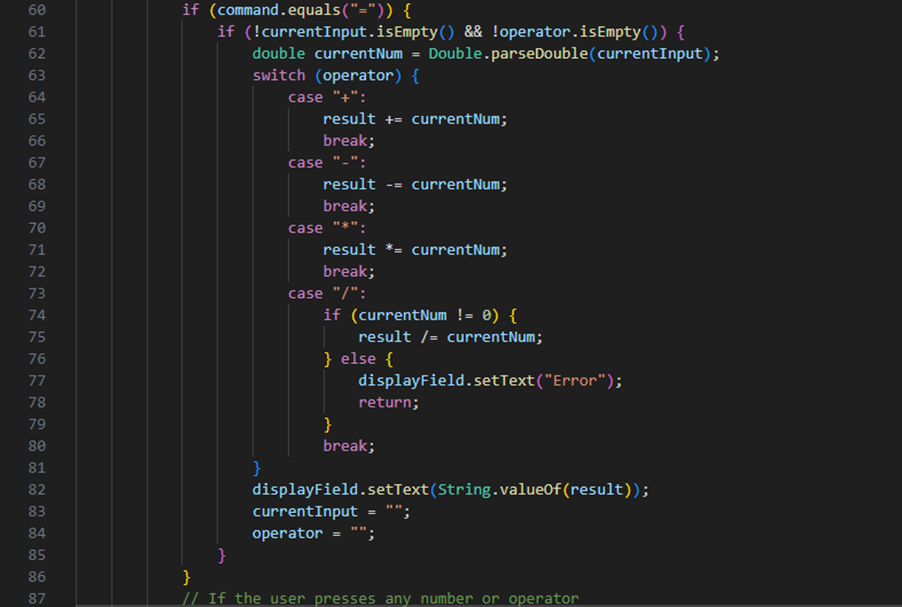 60 if (command.equals("=")) {
61 if (!currentInput.isEmpty() && !operator.isEmpty()) {
62 double currentNum = Double.parseDouble(currentInput);
63 switch (operator) {
64 case "+":
65 result += currentNum;
66 break;
67 case "-":
68 result -= currentNum;
69 break;
70 case "*":
71 result *= currentNum;
72 break;
73 case "/":
74 if (currentNum != 0) {
75 result /= currentNum;
76 } else {
77 displayField.setText("Error");
78 return;
79 }
80 break;
81 }
82 displayField.setText(String.valueOf(result));
83 currentInput = "";
84 operator = "";
85 }
86 }
87 // If the user presses any number or operator